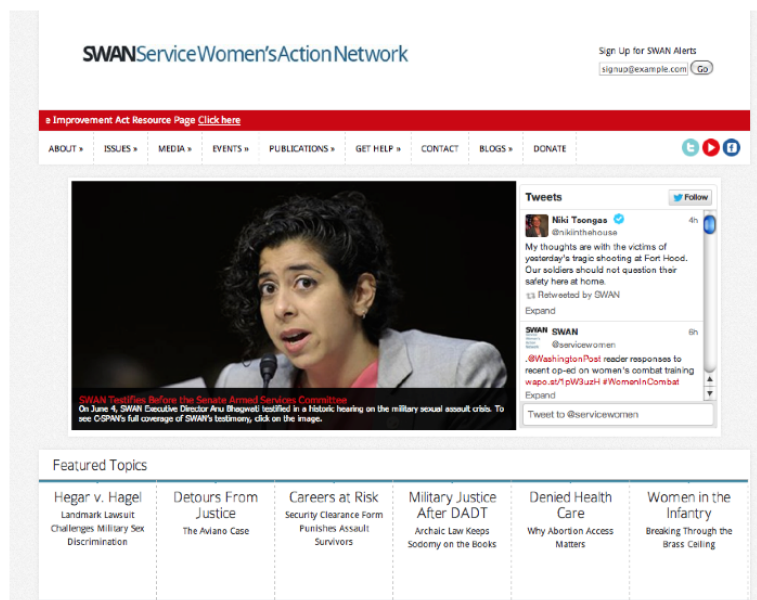 SWANService Women's Action Network
Sign Up for SWAN Alerts
signup@example.com Go
e Improvement Act Resource Page Click here
ABOUT » ISSUES » MEDIA » EVENTS » PUBLICATIONS » GET HELP » CONTACT BLOGS » DONATE
SWAN Testifies Before the Senate Armed Services Committee
On June 4, SWAN Executive Director Anu Bhagwati testified in a historic hearing on the military sexual assault crisis. To
see C-SPAN's full coverage of SWAN's testimony, click on the image.
Tweets Follow
Niki Tsongas 4h
@nikiinthehouse
My thoughts are with the victims of
yesterday's tragic shooting at Fort Hood.
Our soldiers should not question their
safety here at home.
Retweeted by SWAN
Expand
SWAN SWAN 6h
@servicewomen
.@WashingtonPost reader responses to
recent op-ed on women's combat training
wapo.st/1pW3uzH #WomenInCombat
Expand
Tweet to @servicewomen
Featured Topics
Hegar v. Hagel
Landmark Lawsuit
Challenges Military Sex
Discrimination
Detours From
Justice
The Aviano Case
Careers at Risk
Security Clearance Form
Punishes Assault
Survivors
Military Justice
After DADT
Archaic Law Keeps
Sodomy on the Books
Denied Health
Care
Why Abortion Access
Matters
Women in the
Infantry
Breaking Through the
Brass Ceiling